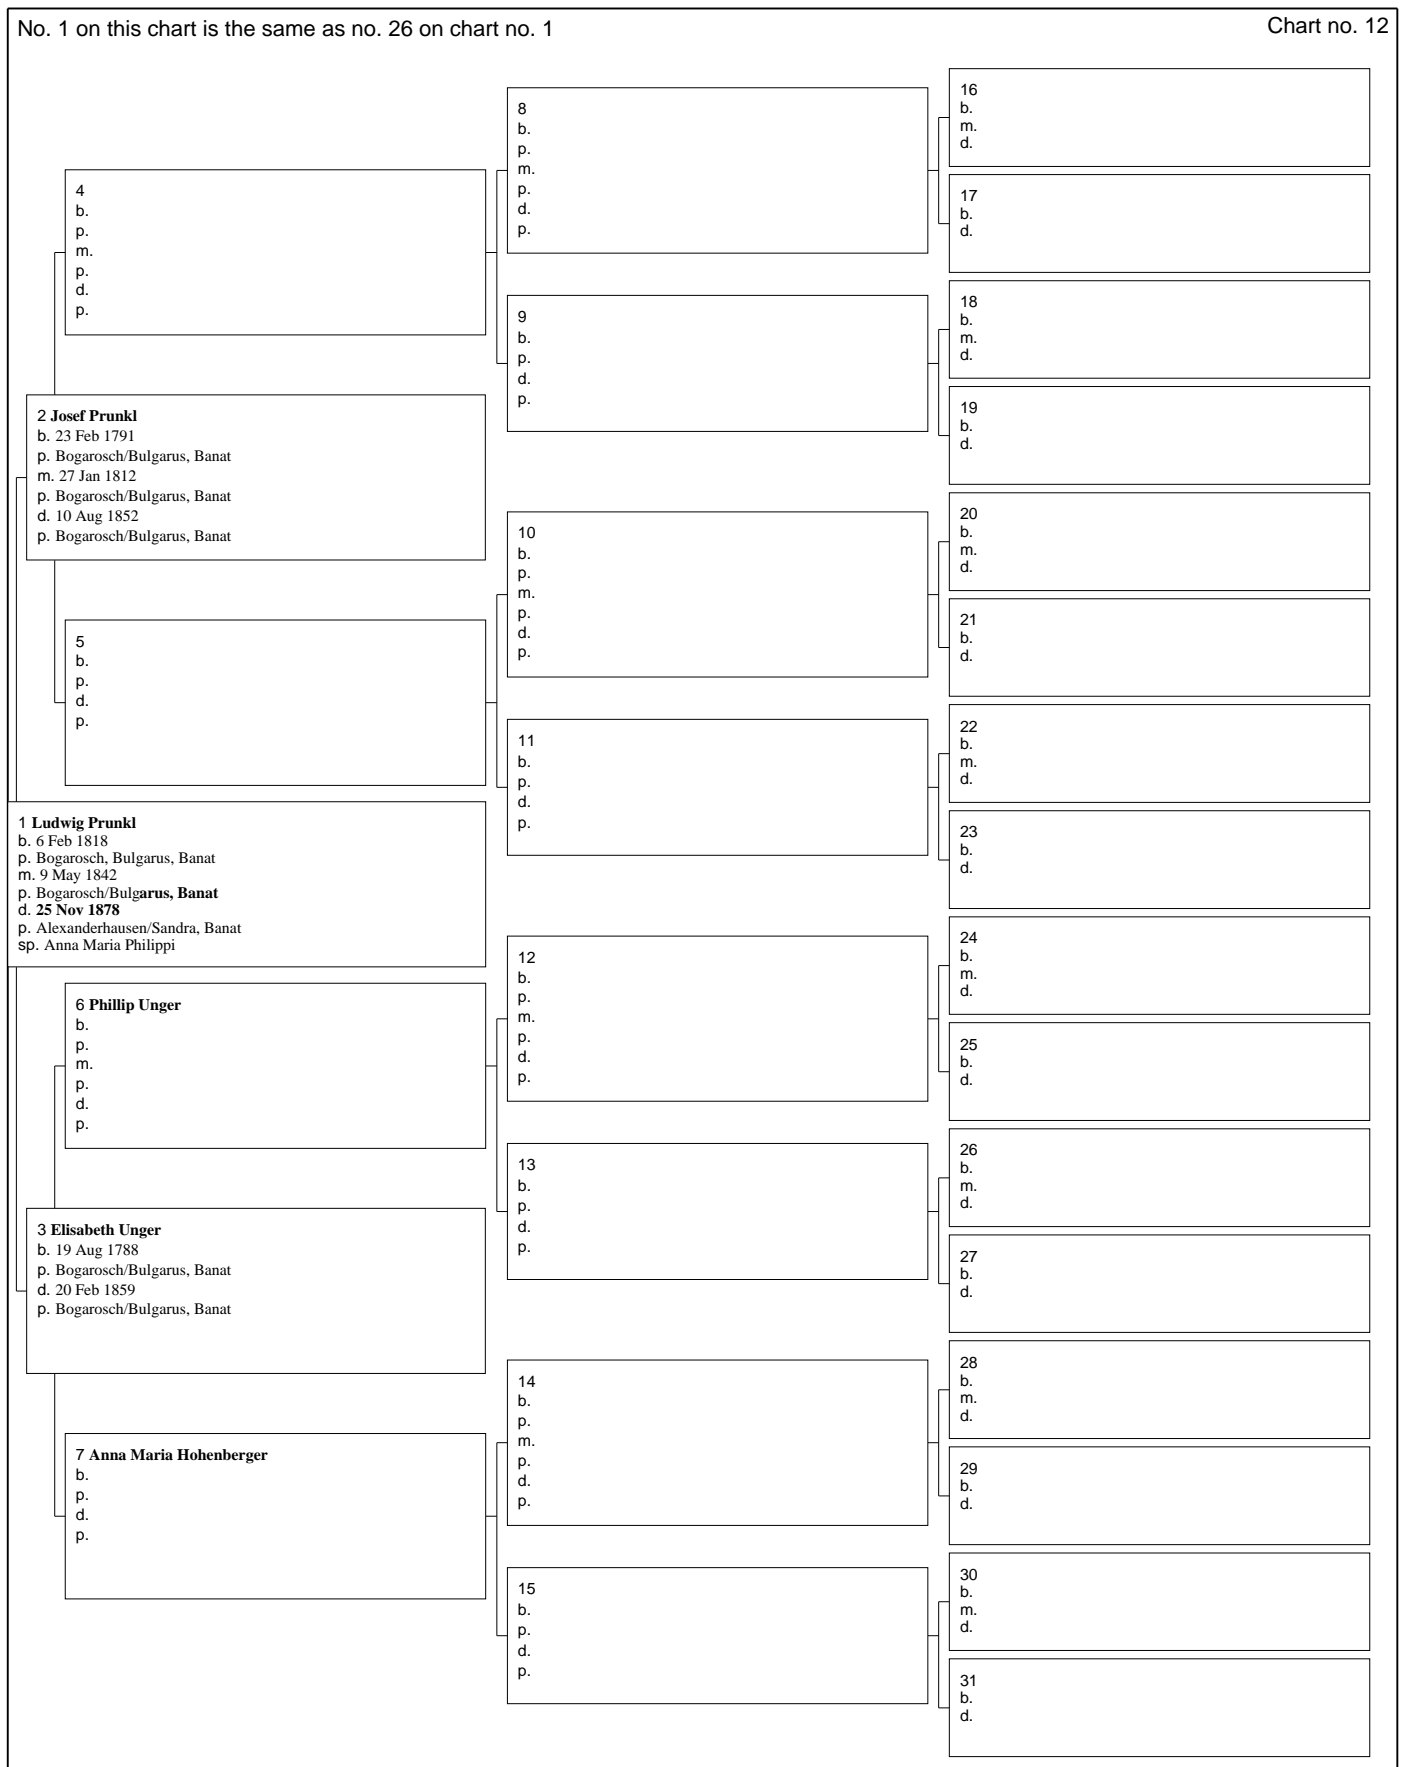 No. 1 on this chart is the same as no. 26 on chart no. 1
Chart no. 12
4
b.
p.
m.
p.
d.
p.
2 Josef Prunkl
b. 23 Feb 1791
p. Bogarosch/Bulgarus, Banat
m. 27 Jan 1812
p. Bogarosch/Bulgarus, Banat
d. 10 Aug 1852
p. Bogarosch/Bulgarus, Banat
5
b.
p.
d.
p.
1 Ludwig Prunkl
b. 6 Feb 1818
p. Bogarosch, Bulgarus, Banat
m. 9 May 1842
p. Bogarosch/Bulgarus, Banat
d. 25 Nov 1878
p. Alexanderhausen/Sandra, Banat
sp. Anna Maria Philippi
6 Phillip Unger
b.
p.
m.
p.
d.
p.
3 Elisabeth Unger
b. 19 Aug 1788
p. Bogarosch/Bulgarus, Banat
d. 20 Feb 1859
p. Bogarosch/Bulgarus, Banat
7 Anna Maria Hohenberger
b.
p.
d.
p.
8
b.
p.
m.
p.
d.
p.
9
b.
p.
d.
p.
10
b.
p.
m.
p.
d.
p.
11
b.
p.
d.
p.
12
b.
p.
m.
p.
d.
p.
13
b.
p.
d.
p.
14
b.
p.
m.
p.
d.
p.
15
b.
p.
d.
p.
16
b.
m.
d.
17
b.
d.
18
b.
m.
d.
19
b.
d.
20
b.
m.
d.
21
b.
d.
22
b.
m.
d.
23
b.
d.
24
b.
m.
d.
25
b.
d.
26
b.
m.
d.
27
b.
d.
28
b.
m.
d.
29
b.
d.
30
b.
m.
d.
31
b.
d.